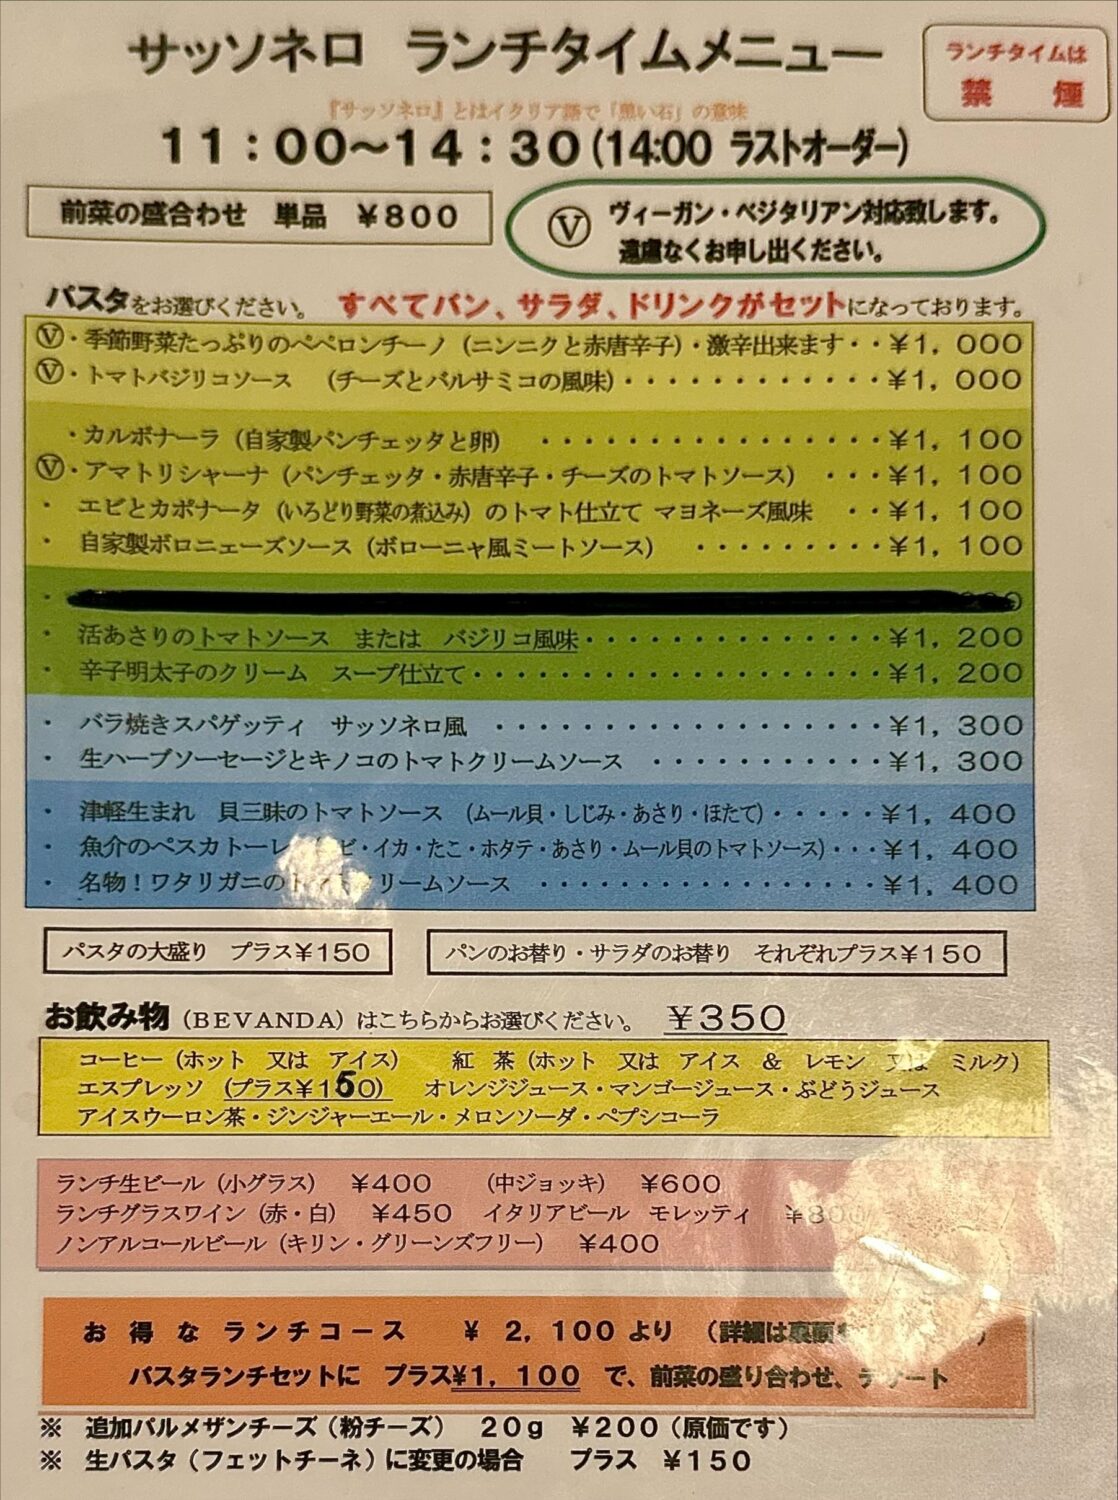 サッソネロ ランチタイムメニュー
ランチタイムは
禁 煙
『サッソネロ』とはイタリア語で「黒い石」の意味
11：00～14：30(14:00 ラストオーダー)
前菜の盛合わせ 単品 ￥800
Ⓥ ヴィーガン・ベジタリアン対応致します。
遠慮なくお申し出ください。
パスタをお選びください。 すべてパン、サラダ、ドリンクがセットになっております。
Ⓥ・季節野菜たっぷりのペペロンチーノ（ニンニクと赤唐辛子）・激辛出来ます・・￥1，000
Ⓥ・トマトバジリコソース （チーズとバルサミコの風味）・・・・・・・・・・・・￥1，000
・カルボナーラ（自家製パンチェッタと卵） ・・・・・・・・・・・・・・・・￥1，100
Ⓥ・アマトリシャーナ（パンチェッタ・赤唐辛子・チーズのトマトソース） ・・・￥1，100
・ エビとカポナータ（いろどり野菜の煮込み）のトマト仕立て マヨネーズ風味 ・・￥1，100
・ 自家製ボロニェーズソース（ボローニャ風ミートソース） ・・・・・・・・￥1，100
・ 活あさりのトマトソース または バジリコ風味・・・・・・・・・・・・・￥1，200
・ 辛子明太子のクリーム スープ仕立て・・・・・・・・・・・・・・・・・・￥1，200
・ バラ焼きスパゲッティ サッソネロ風 ・・・・・・・・・・・・・・・・・￥1，300
・ 生ハーブソーセージとキノコのトマトクリームソース ・・・・・・・・・・￥1，300
・ 津軽生まれ 貝三昧のトマトソース （ムール貝・しじみ・あさり・ほたて）・・・・・￥1，400
・ 魚介のペスカトーレ ビ・イカ・たこ・ホタテ・あさり・ムール貝のトマトソース）・・・￥1，400
・ 名物！ワタリガニのト リームソース ・・・・・・・・・・・・・・・￥1，400
パスタの大盛り プラス￥150
パンのお替り・サラダのお替り それぞれプラス￥150
お飲み物（BEVANDA）はこちらからお選びください。 ￥350
コーヒー（ホット 又は アイス） 紅 茶（ホット 又は アイス ＆ レモン 又は ミルク）
エスプレッソ （プラス￥150） オレンジジュース・マンゴージュース・ぶどうジュース
アイスウーロン茶・ジンジャーエール・メロンソーダ・ペプシコーラ
ランチ生ビール（小グラス） ￥400 （中ジョッキ） ￥600
ランチグラスワイン（赤・白） ￥450 イタリアビール モレッティ ￥800
ノンアルコールビール（キリン・グリーンズフリー） ￥400
お 得 な ランチコース ￥ 2，100より （詳細は裏面
パスタランチセットに プラス¥1，100 で、前菜の盛り合わせ、デザート
※ 追加パルメザンチーズ（粉チーズ） 20g ￥200（原価です）
※ 生パスタ（フェットチーネ）に変更の場合 プラス ￥150